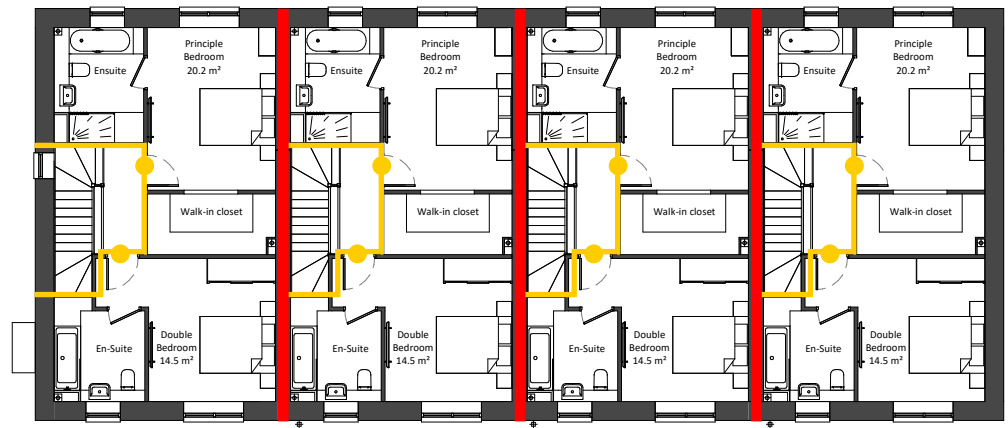 Ensuite
Principle
Bedroom
20.2 m²
Walk-in closet
En-Suite
Double
Bedroom
14.5 m²
Ensuite
Principle
Bedroom
20.2 m²
Walk-in closet
En-Suite
Double
Bedroom
14.5 m²
Ensuite
Principle
Bedroom
20.2 m²
Walk-in closet
En-Suite
Double
Bedroom
14.5 m²
Ensuite
Principle
Bedroom
20.2 m²
Walk-in closet
En-Suite
Double
Bedroom
14.5 m²